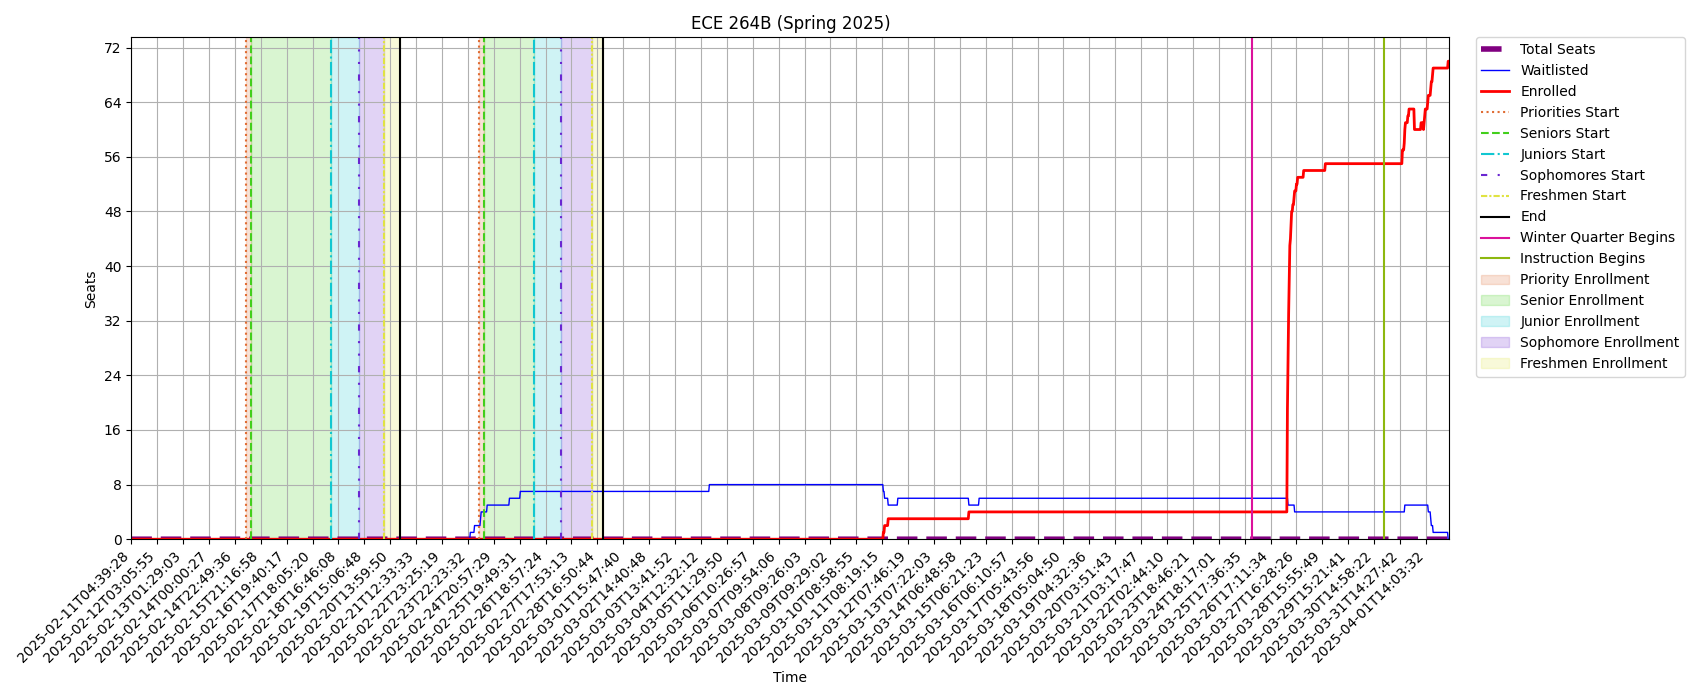 ECE 264B (Spring 2025)
72
64
56
48
40
32
24
16
8
0
Seats
2025-02-11T04:39:28
2025-02-12T03:05:55
2025-02-13T01:29:03
2025-02-14T00:00:27
2025-02-14T22:49:36
2025-02-15T21:16:58
2025-02-16T19:40:17
2025-02-17T18:05:20
2025-02-18T16:46:08
2025-02-19T15:06:48
2025-02-20T13:59:50
2025-02-21T12:33:33
2025-02-22T23:25:19
2025-02-23T22:23:32
2025-02-24T20:57:29
2025-02-25T19:49:31
2025-02-26T18:57:24
2025-02-27T17:53:13
2025-02-28T16:50:44
2025-03-01T15:47:40
2025-03-02T14:40:48
2025-03-03T13:41:52
2025-03-04T12:32:12
2025-03-05T11:29:50
2025-03-06T10:26:57
2025-03-07T09:54:06
2025-03-08T09:26:03
2025-03-09T09:29:02
2025-03-10T08:58:55
2025-03-11T08:19:15
2025-03-12T07:46:19
2025-03-13T07:22:03
2025-03-14T06:48:58
2025-03-15T06:21:23
2025-03-16T06:10:57
2025-03-17T05:43:56
2025-03-18T05:04:50
2025-03-19T04:32:36
2025-03-20T03:51:43
2025-03-21T03:17:47
2025-03-22T02:44:10
2025-03-23T18:46:21
2025-03-24T18:17:01
2025-03-25T17:36:35
2025-03-26T17:11:34
2025-03-27T16:28:26
2025-03-28T15:55:49
2025-03-29T15:21:41
2025-03-30T14:58:22
2025-03-31T14:27:42
2025-04-01T14:03:32
Time
Total Seats
Waitlisted
Enrolled
Priorities Start
Seniors Start
Juniors Start
Sophomores Start
Freshmen Start
End
Winter Quarter Begins
Instruction Begins
Priority Enrollment
Senior Enrollment
Junior Enrollment
Sophomore Enrollment
Freshmen Enrollment